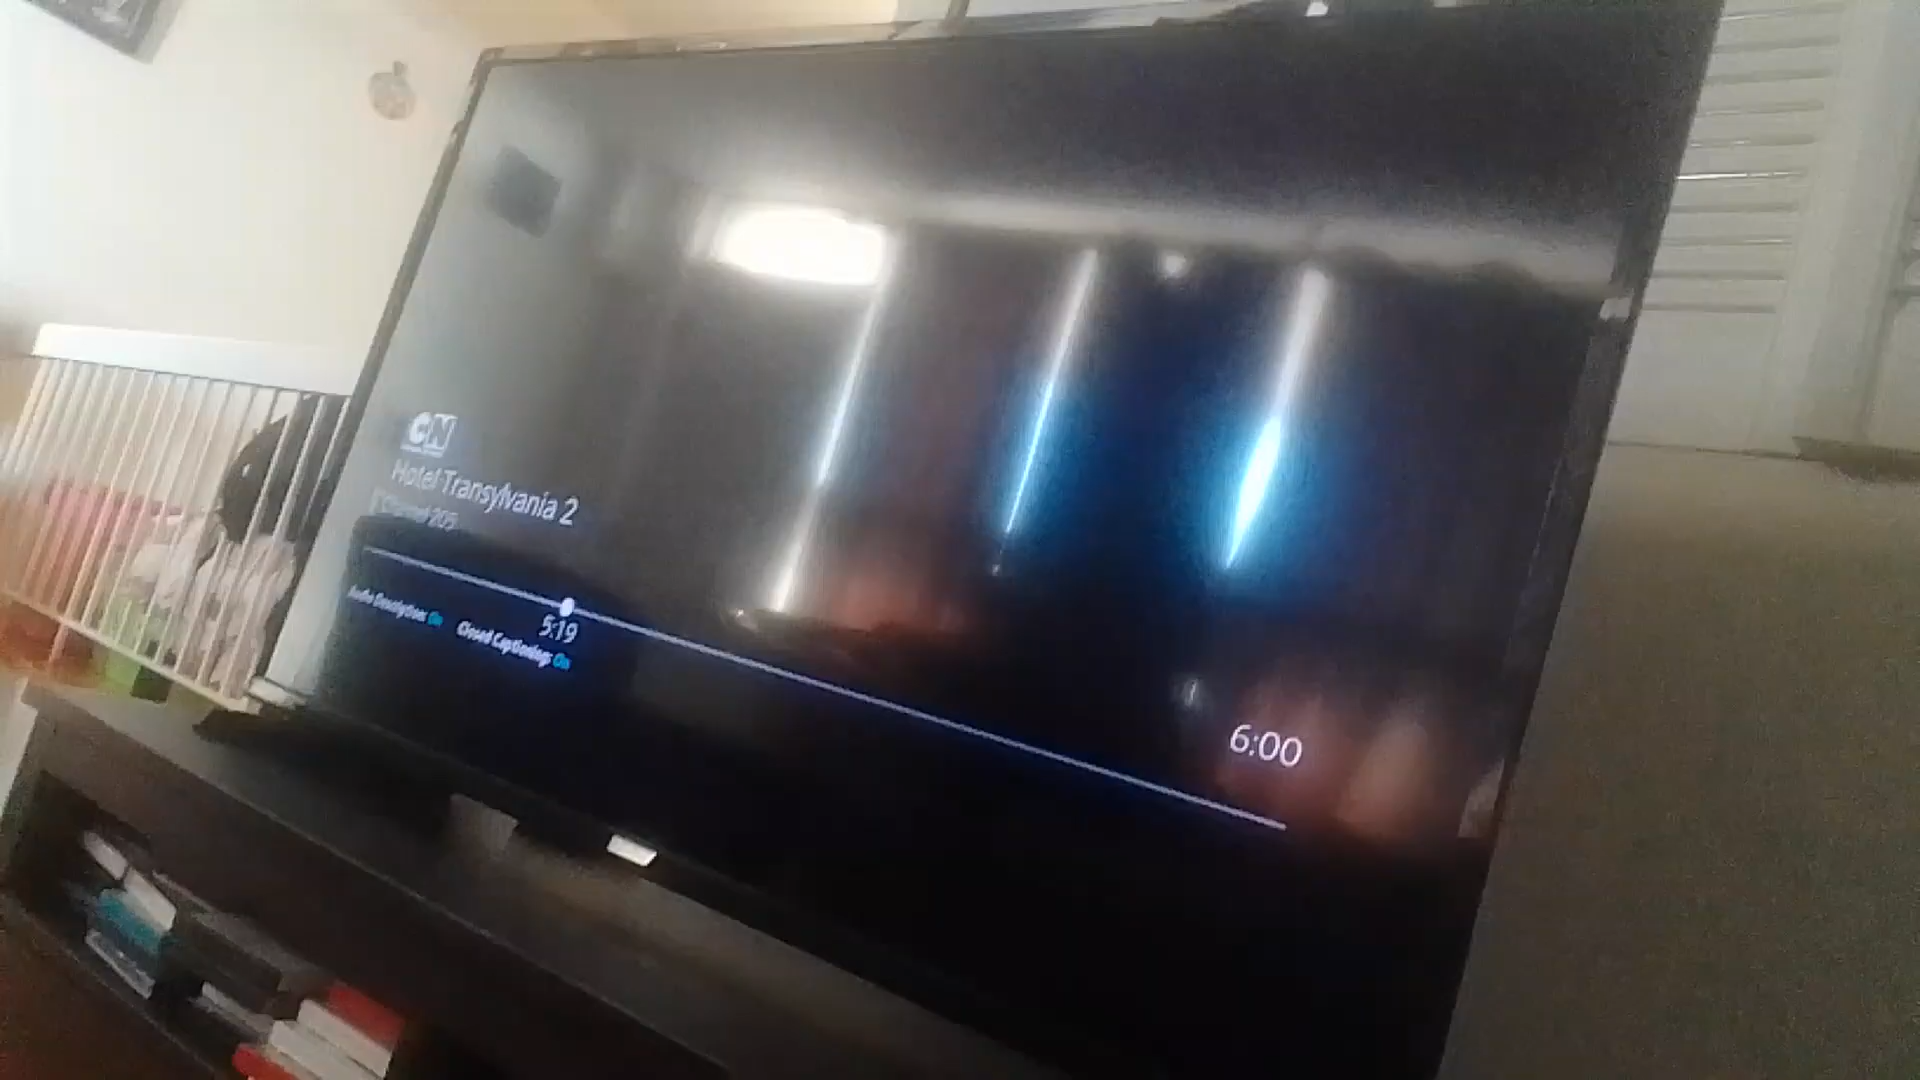 CN
Hotel Transylvania 2
Channel 205
5:19
6:00
Audio Description: On Closed Captioning: On